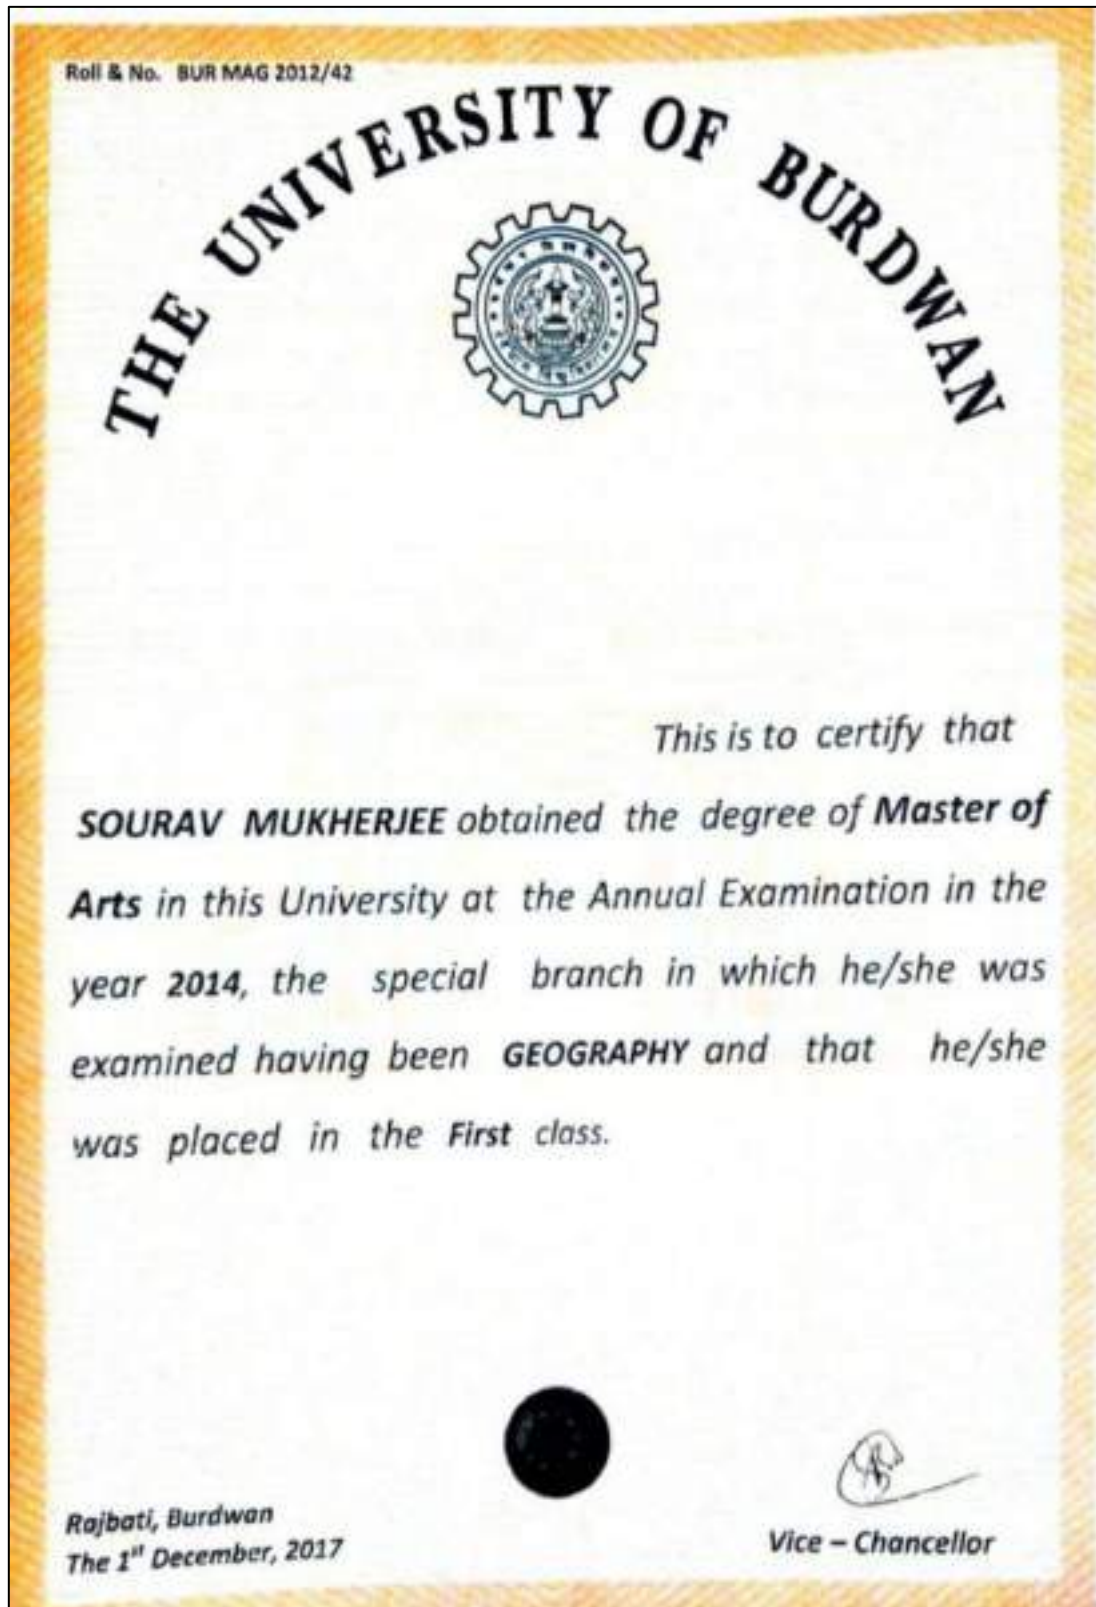 Roll & No. BUR MAG 2012/42
THE UNIVERSITY OF BURDWAN
This is to certify that
SOURAV MUKHERJEE obtained the degree of Master of
Arts in this University at the Annual Examination in the
year 2014, the special branch in which he/she was
examined having been GEOGRAPHY and that he/she
was placed in the First class.
Rajbati, Burdwan
The 1st December, 2017
Vice – Chancellor